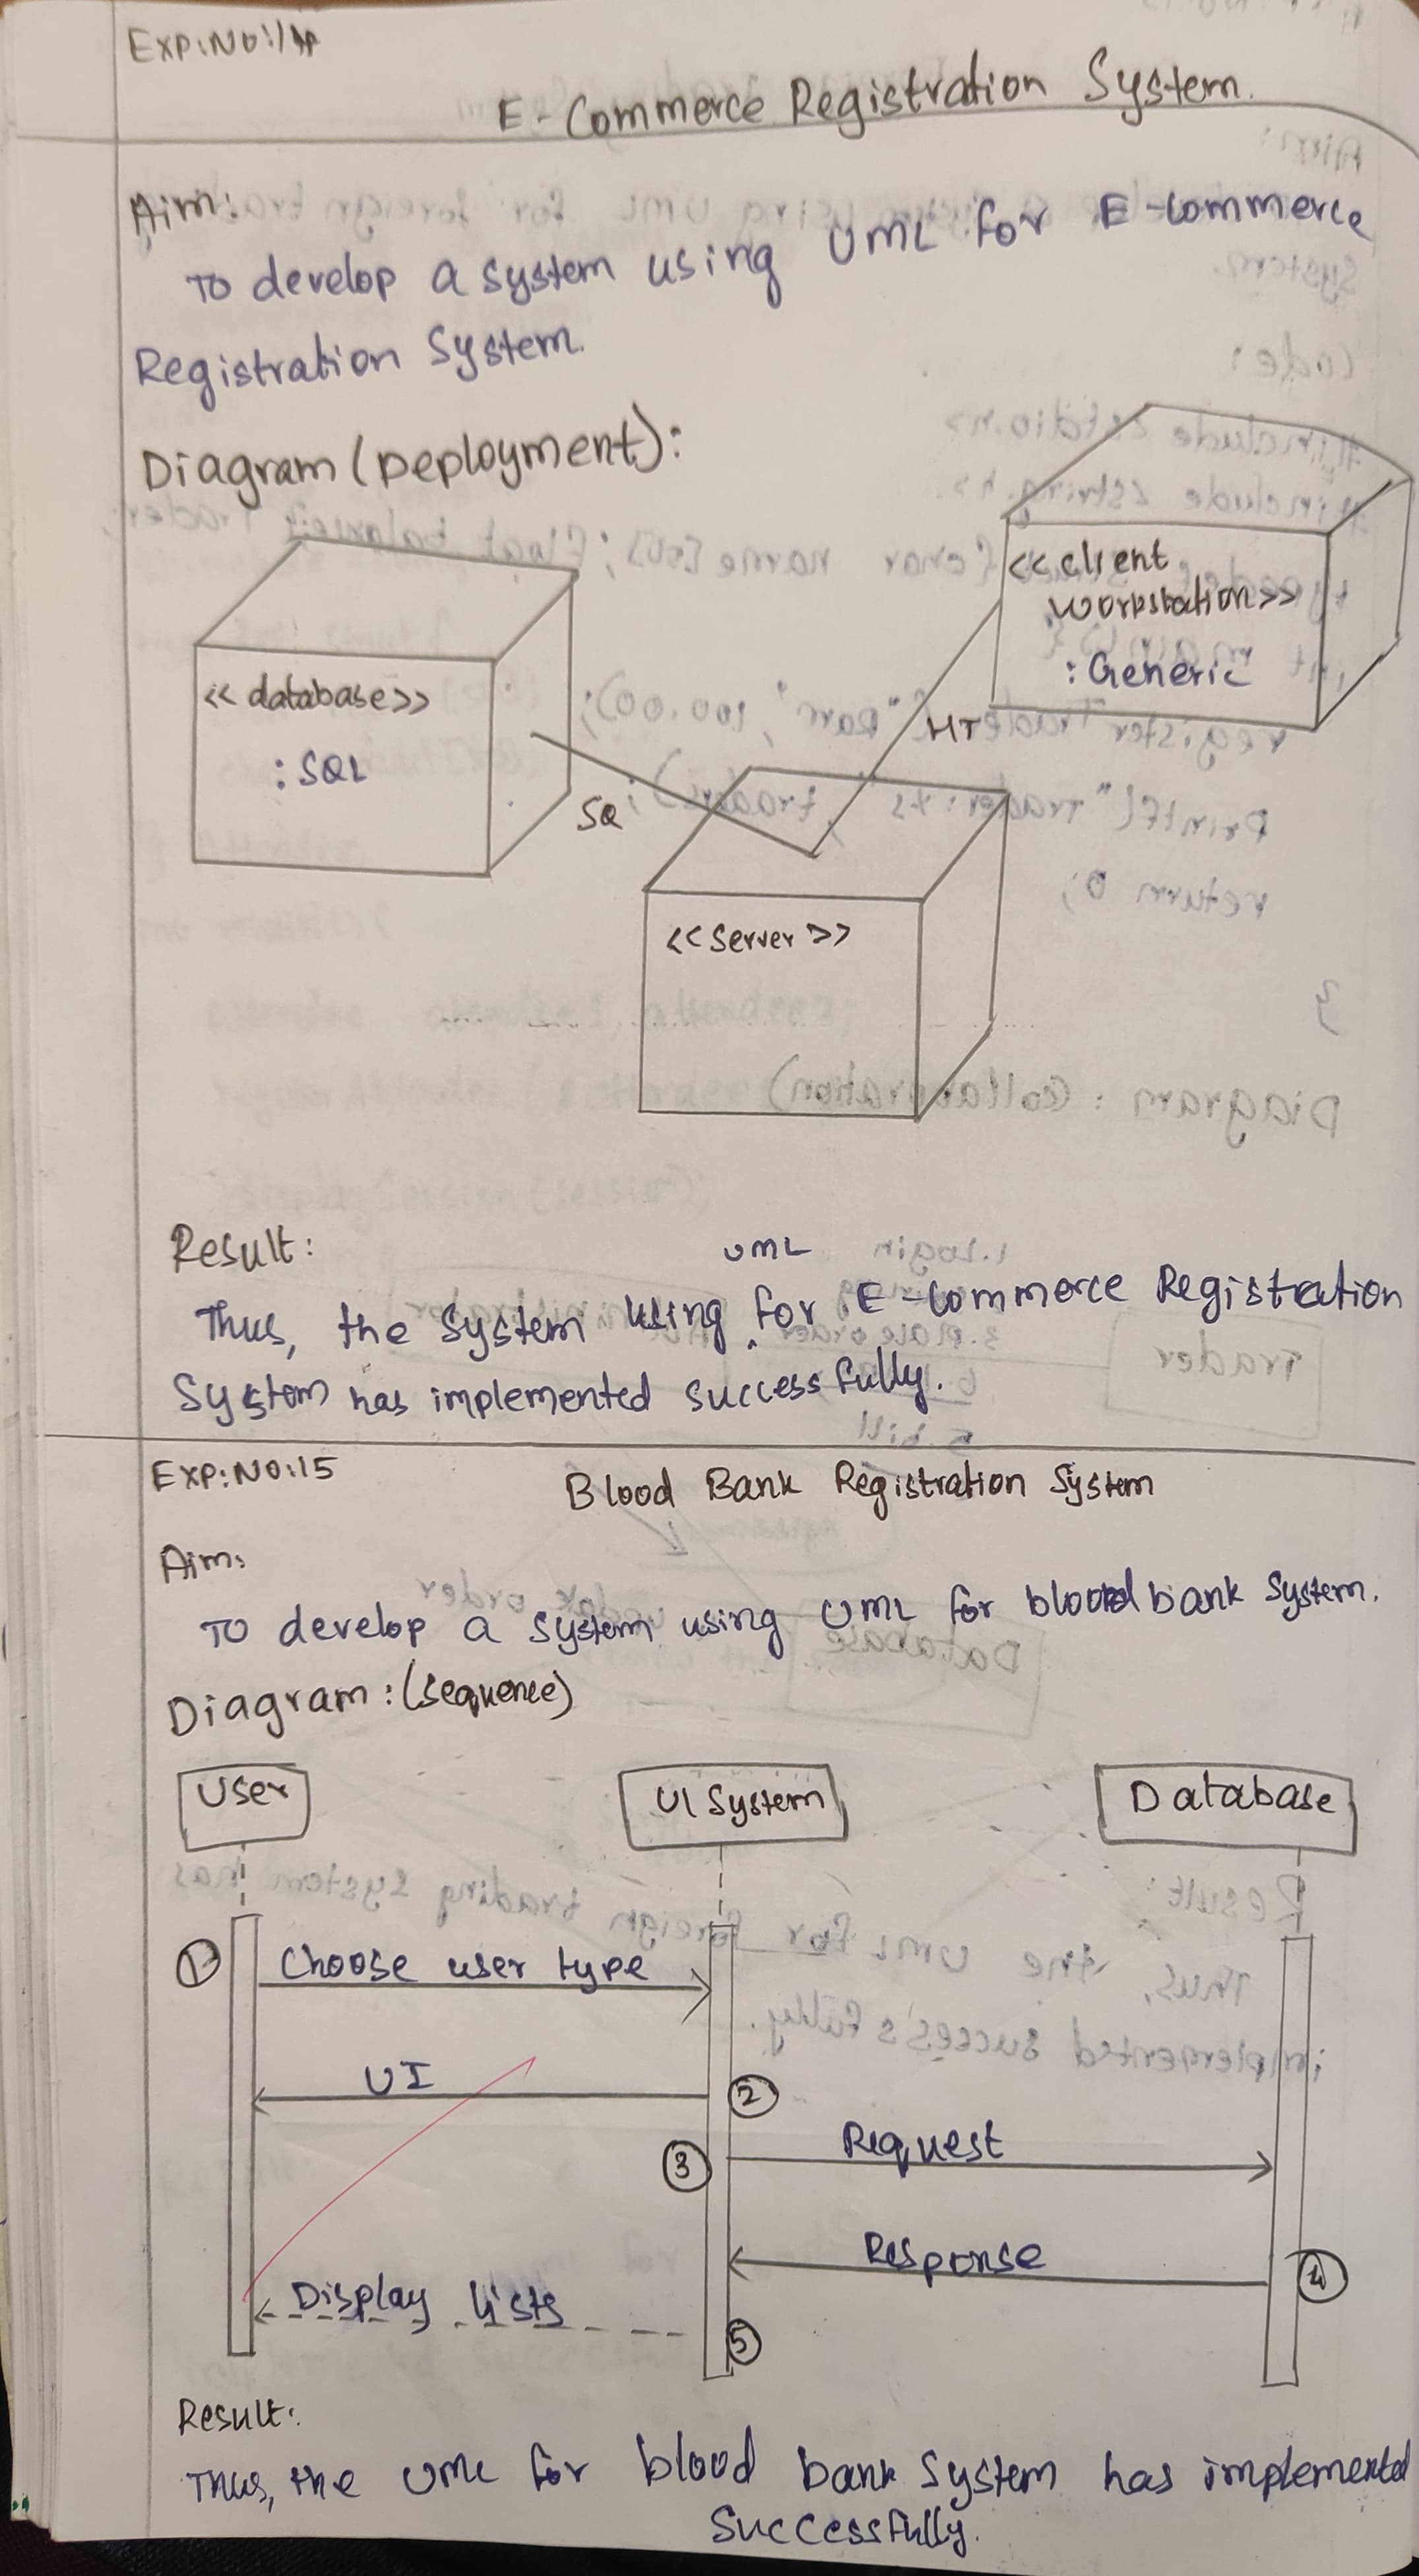 Exp:No:14
E-Commerce Registration System.
Aim:
To develop a system using UML for E-commerce
Registration System.
Diagram (Deployment):
<<client
workstation>>
: Generic
<< database>>
: SQL
HT
SQ
<<Server>>
Result:
UML
Thus, the System using for E-commerce Registration
System has implemented successfully.
Exp:No:15
Blood Bank Registration System
Aim:
To develop a system using UML for blood bank System.
Diagram: (sequence)
User
UI System
Database
1 Choose user type
UI 2
3 Request
Response 4
Display lists 5
Result:
Thus, the UML for blood bank System has implemented
Successfully.